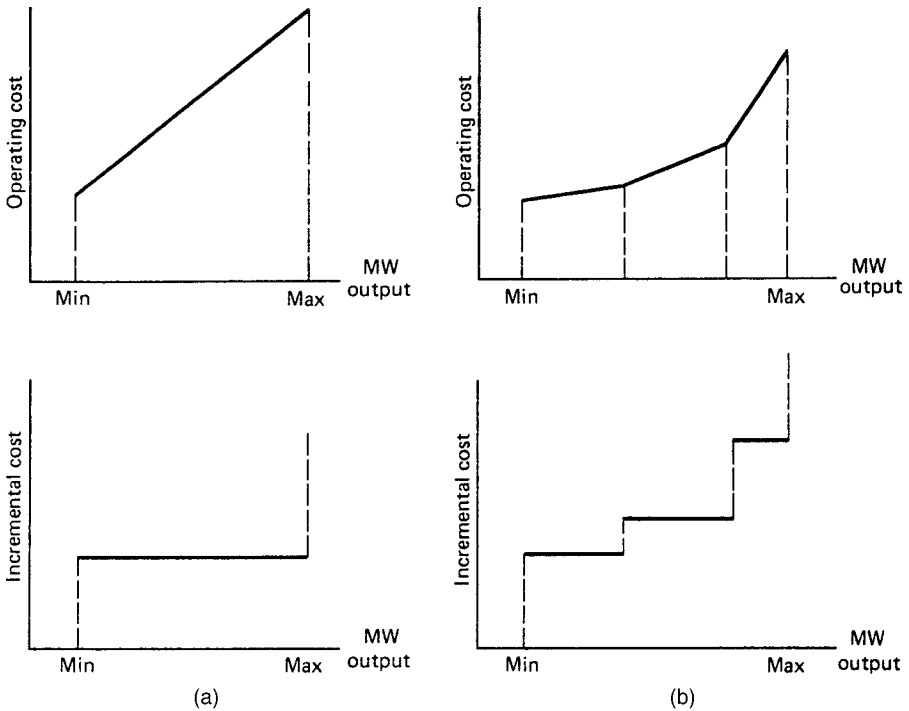 Operating cost
MW
output
Min
Max
Operating cost
MW
output
Min
Max
Incremental cost
MW
output
Min
Max
(a)
Incremental cost
MW
output
Min
Max
(b)